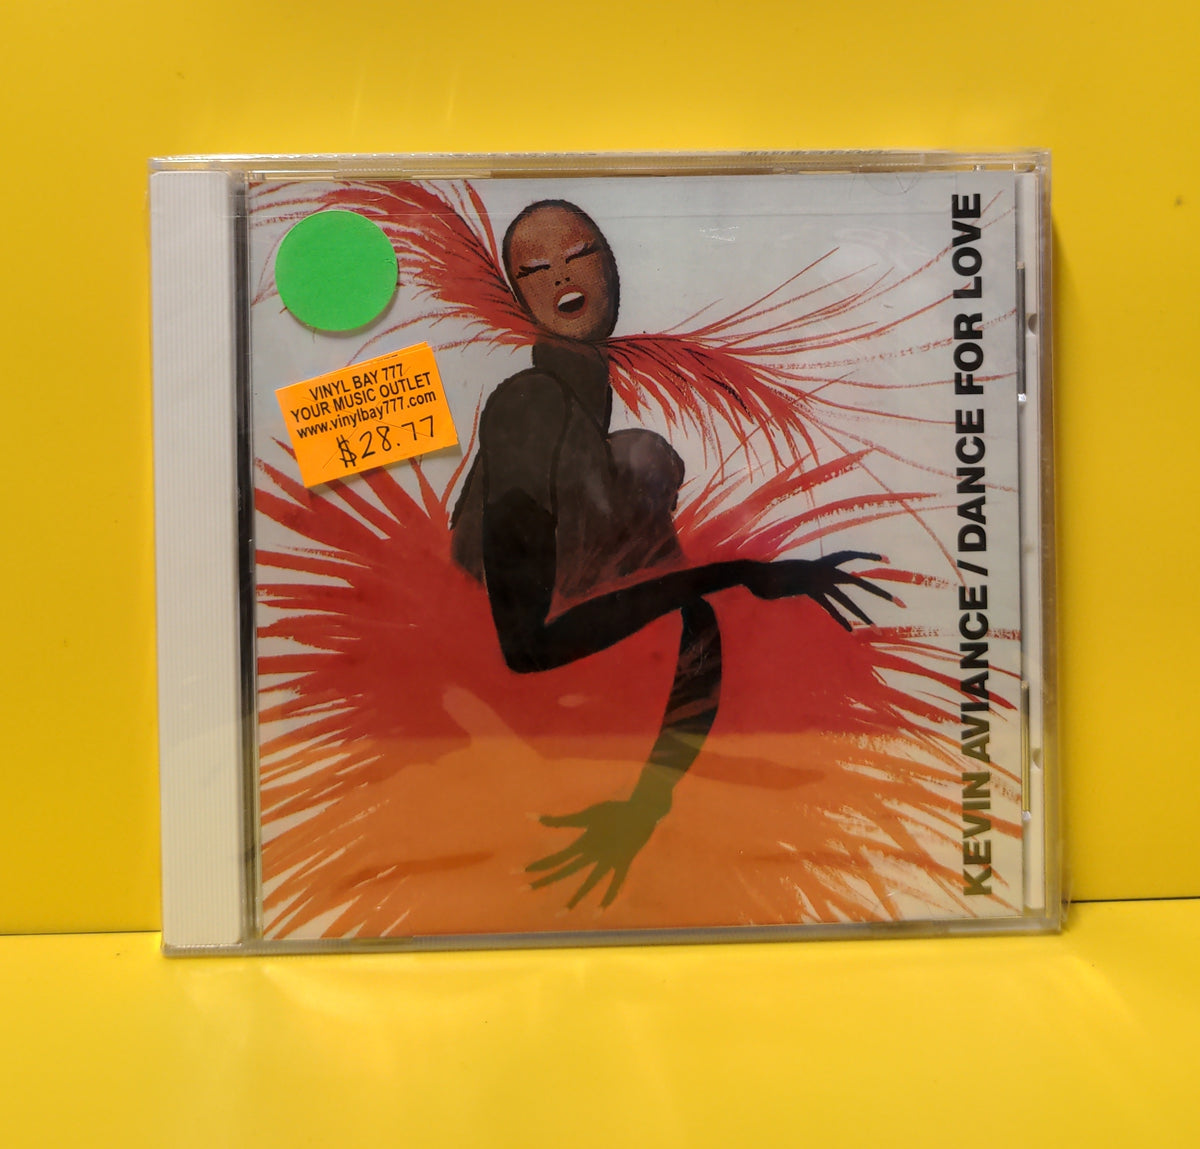 VINYL BAY 777
YOUR MUSIC OUTLET
www.vinylbay777.com
$28.77
KEVIN AVIANCE / DANCE FOR LOVE